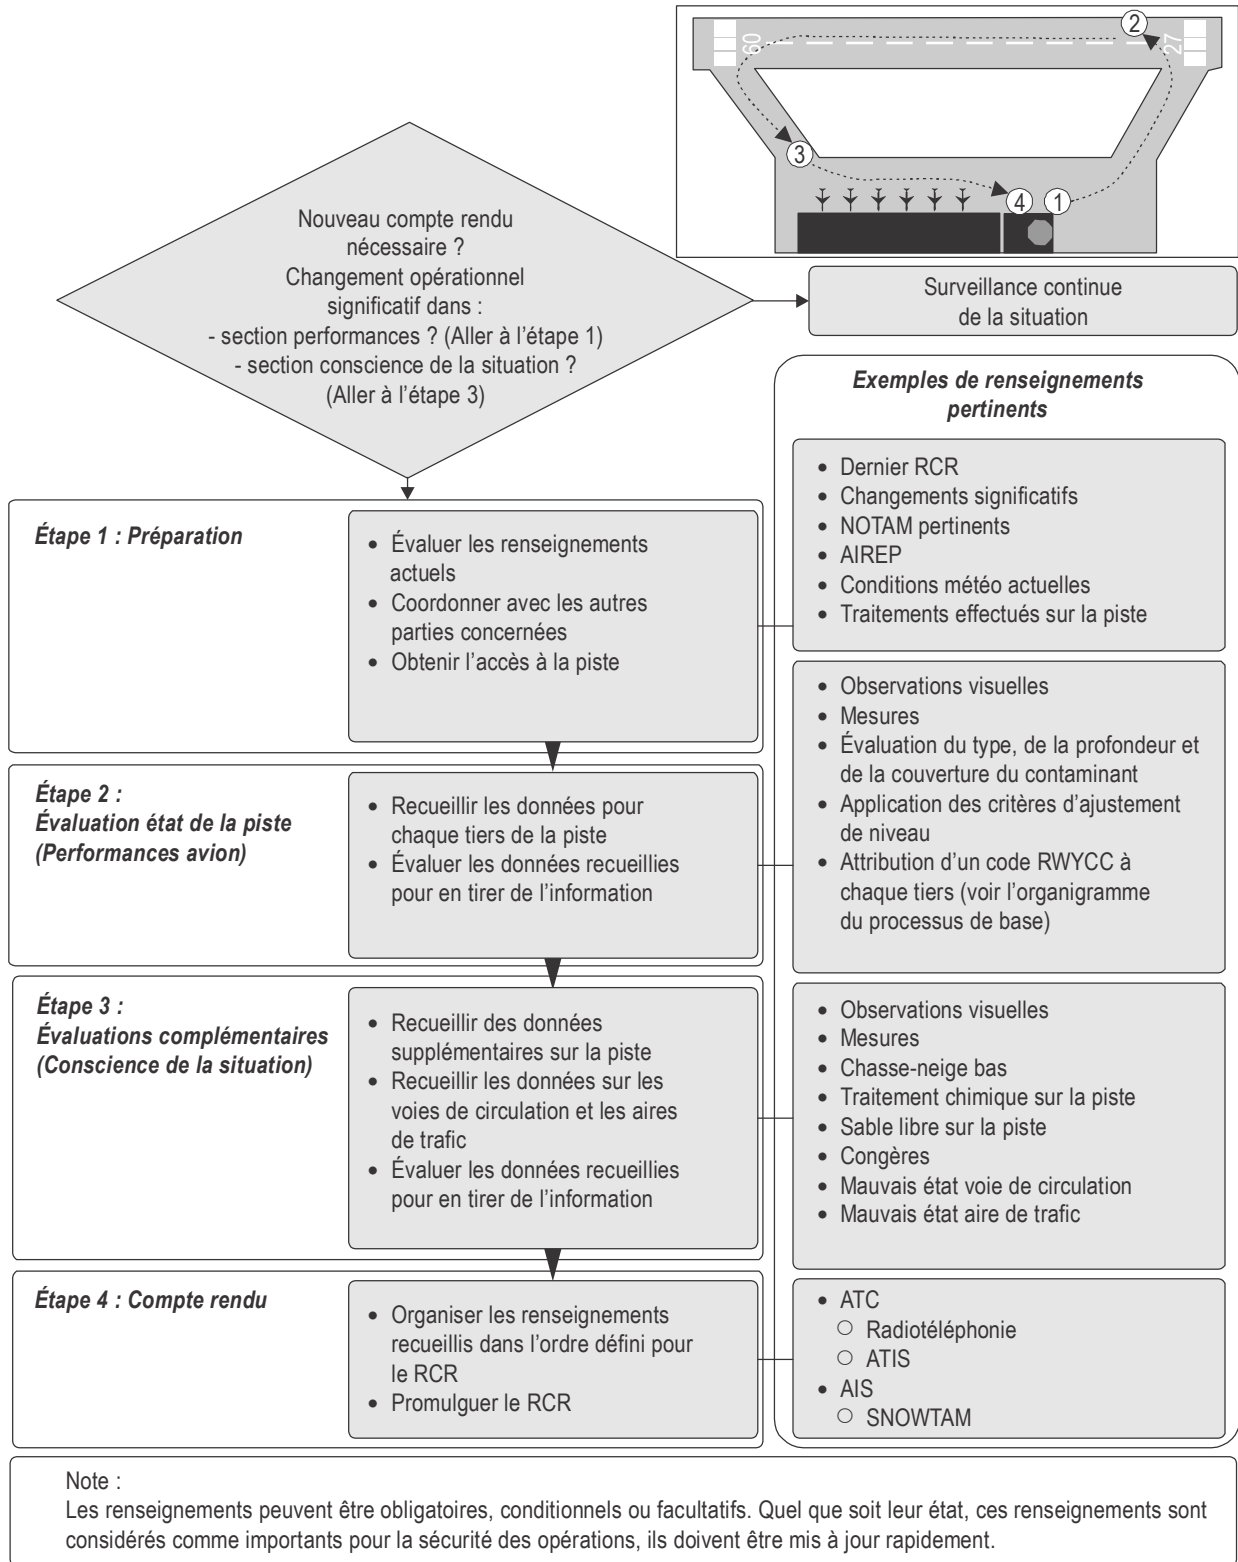 2
60
27
3
4
1
Nouveau compte rendu
nécessaire ?
Changement opérationnel
significatif dans :
- section performances ? (Aller à l’étape 1)
- section conscience de la situation ?
(Aller à l’étape 3)
Surveillance continue
de la situation
Exemples de renseignements
pertinents
Étape 1 : Préparation
• Évaluer les renseignements
actuels
• Coordonner avec les autres
parties concernées
• Obtenir l’accès à la piste
• Dernier RCR
• Changements significatifs
• NOTAM pertinents
• AIREP
• Conditions météo actuelles
• Traitements effectués sur la piste
Étape 2 :
Évaluation état de la piste
(Performances avion)
• Recueillir les données pour
chaque tiers de la piste
• Évaluer les données recueillies
pour en tirer de l’information
• Observations visuelles
• Mesures
• Évaluation du type, de la profondeur et
de la couverture du contaminant
• Application des critères d’ajustement
de niveau
• Attribution d’un code RWYCC à
chaque tiers (voir l’organigramme
du processus de base)
Étape 3 :
Évaluations complémentaires
(Conscience de la situation)
• Recueillir des données
supplémentaires sur la piste
• Recueillir les données sur les
voies de circulation et les aires
de trafic
• Évaluer les données recueillies
pour en tirer de l’information
• Observations visuelles
• Mesures
• Chasse-neige bas
• Traitement chimique sur la piste
• Sable libre sur la piste
• Congères
• Mauvais état voie de circulation
• Mauvais état aire de trafic
Étape 4 : Compte rendu
• Organiser les renseignements
recueillis dans l’ordre défini pour
le RCR
• Promulguer le RCR
• ATC
○ Radiotéléphonie
○ ATIS
• AIS
○ SNOWTAM
Note :
Les renseignements peuvent être obligatoires, conditionnels ou facultatifs. Quel que soit leur état, ces renseignements sont
considérés comme importants pour la sécurité des opérations, ils doivent être mis à jour rapidement.